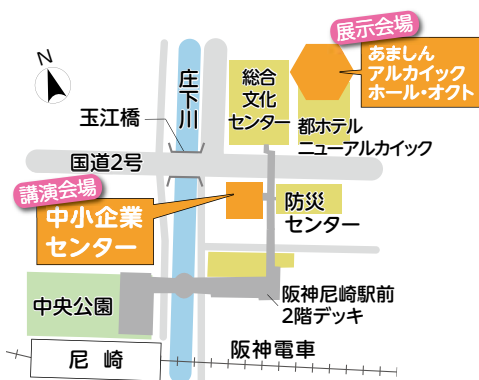 N
展示会場
あましん
アルカイック
ホール・オクト
庄下川
総合
文化
センター
玉江橋
都ホテル
ニューアルカイック
国道2号
講演会場
中小企業
センター
防災
センター
中央公園
阪神尼崎駅前
2階デッキ
尼崎
阪神電車